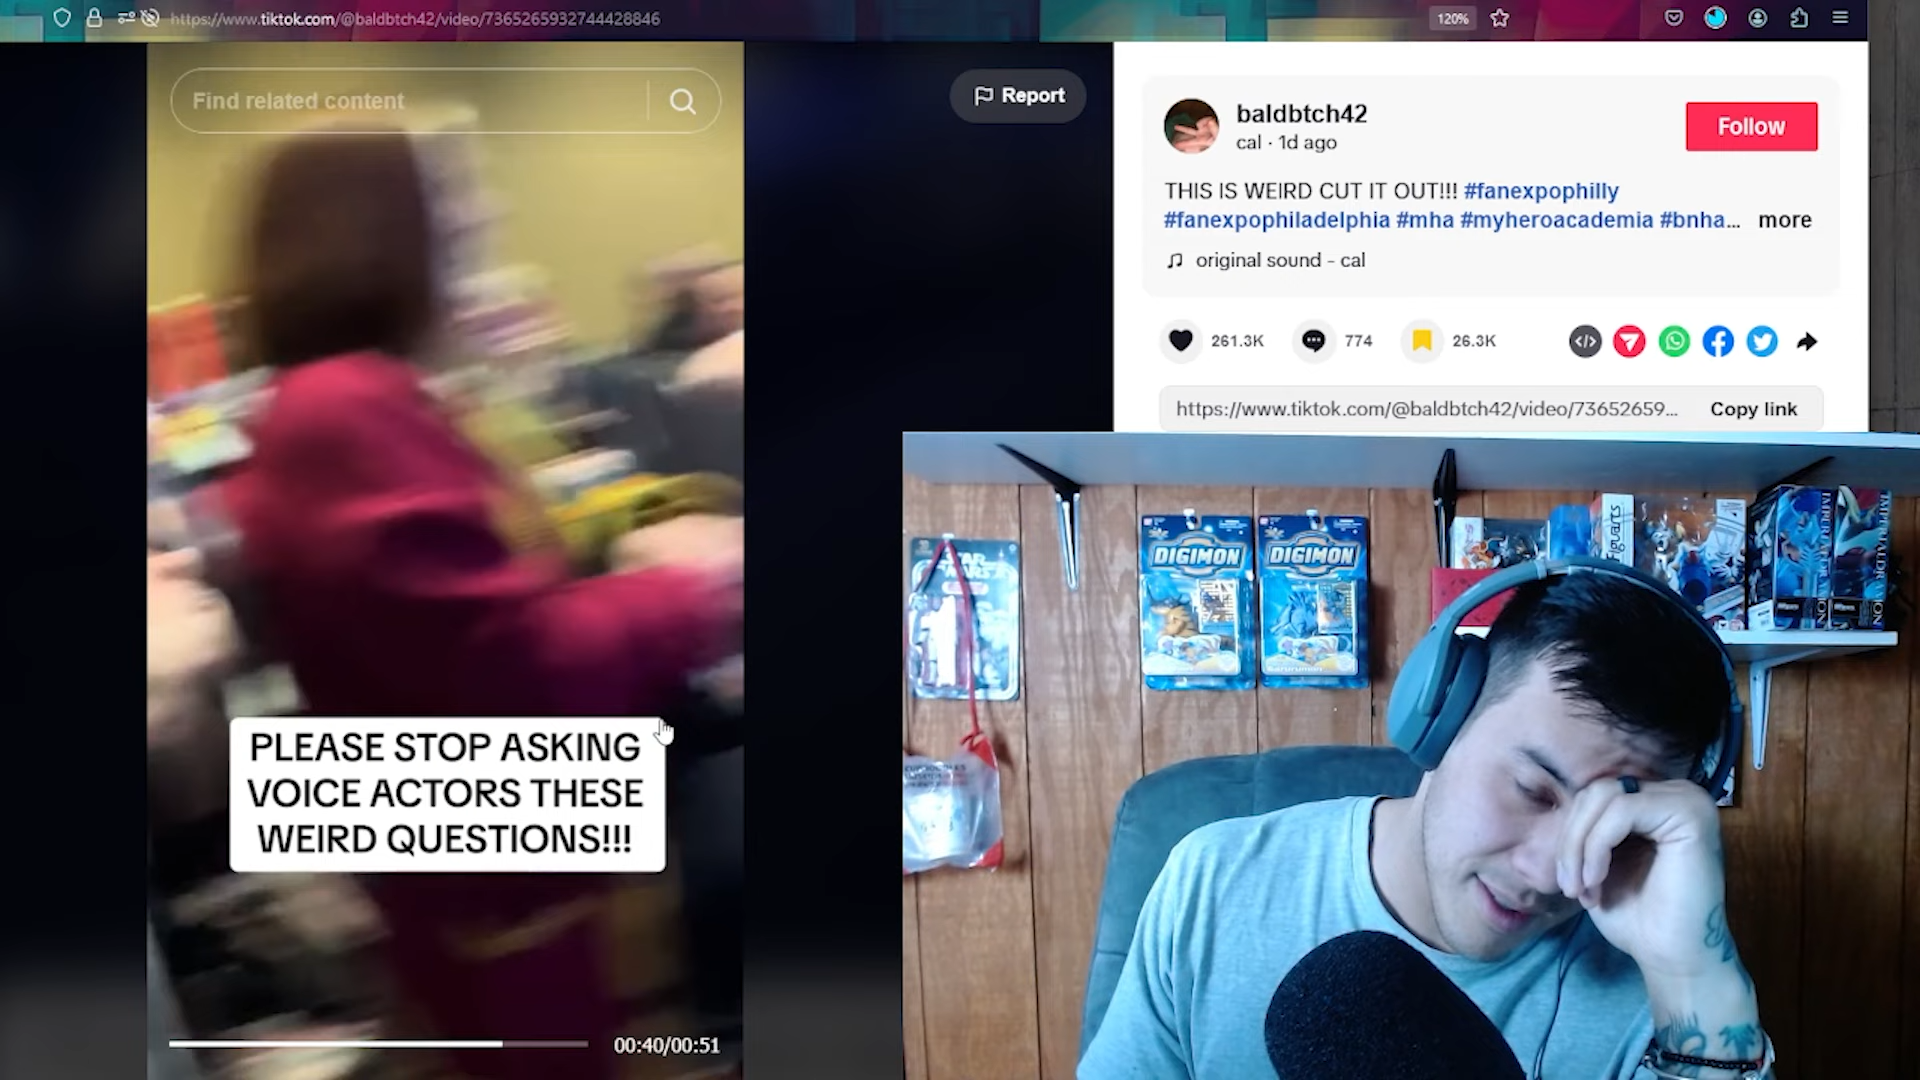 https://www.tiktok.com/@baldbtch42/video/7365265932744428846
120%
Find related content
Report
baldbtch42
cal · 1d ago
Follow
THIS IS WEIRD CUT IT OUT!!! #fanexpophilly
#fanexpophiladelphia #mha #myheroacademia #bnha... more
original sound - cal
261.3K
774
26.3K
https://www.tiktok.com/@baldbtch42/video/73652659...
Copy link
PLEASE STOP ASKING
VOICE ACTORS THESE
WEIRD QUESTIONS!!!
00:40/00:51
STAR
WARS
DIGIMON
DIGIMON
Figuarts